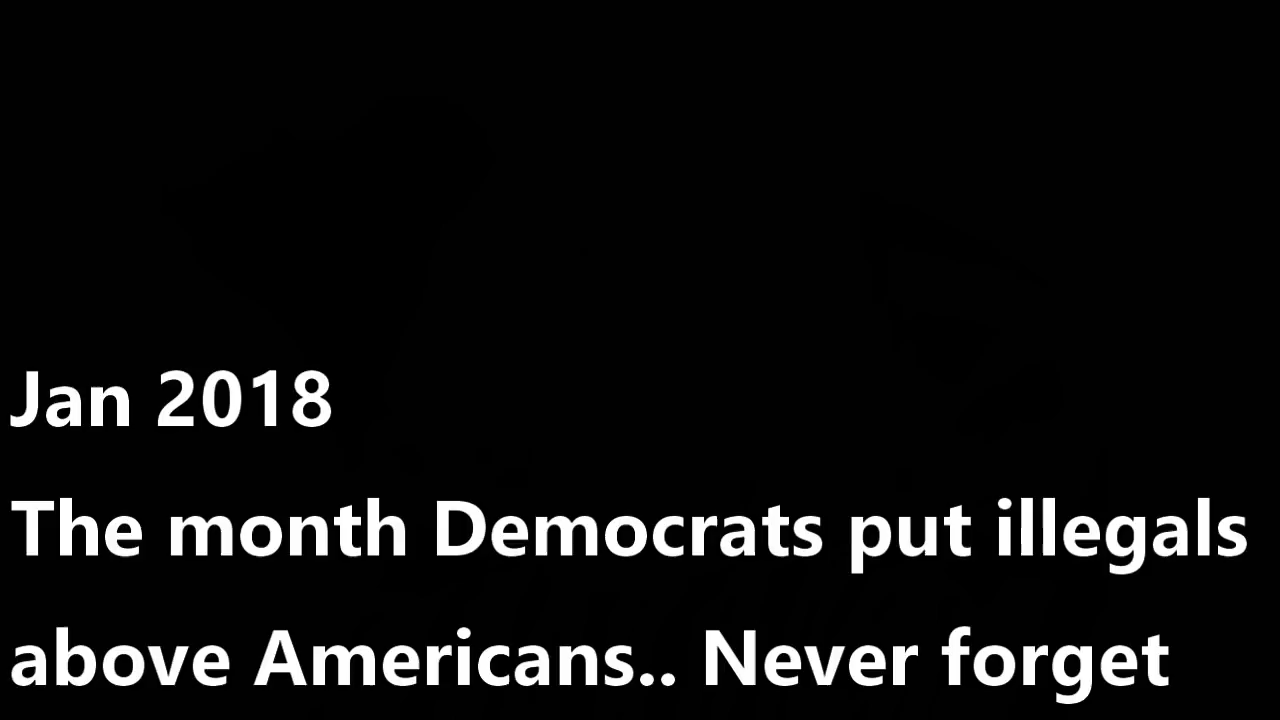 Jan 2018
The month Democrats put illegals
above Americans.. Never forget